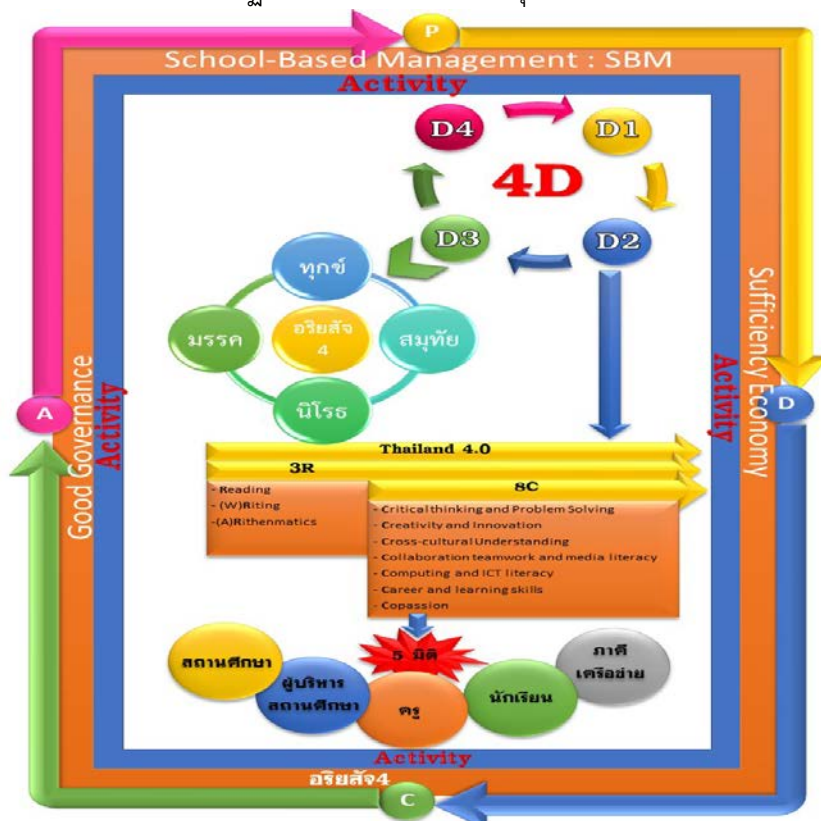 P
School-Based Management : SBM
Activity
D4
D1
4D
D3
D2
ทุกข์
มรรค
อริยสัจ
4
สมุทัย
นิโรธ
Good Governance
Activity
A
Sufficiency Economy
Activity
D
Thailand 4.0
3R
- Reading
- (W)Riting
-(A)Rithenmatics
8C
- Critical thinking and Problem Solving
- Creativity and Innovation
- Cross-cultural Understanding
- Collaboration teamwork and media literacy
- Computing and ICT literacy
- Career and learning skills
- Copassion
5 มิติ
สถานศึกษา
ผู้บริหาร
สถานศึกษา
ครู
นักเรียน
ภาคี
เครือข่าย
Activity
อริยสัจ4
C